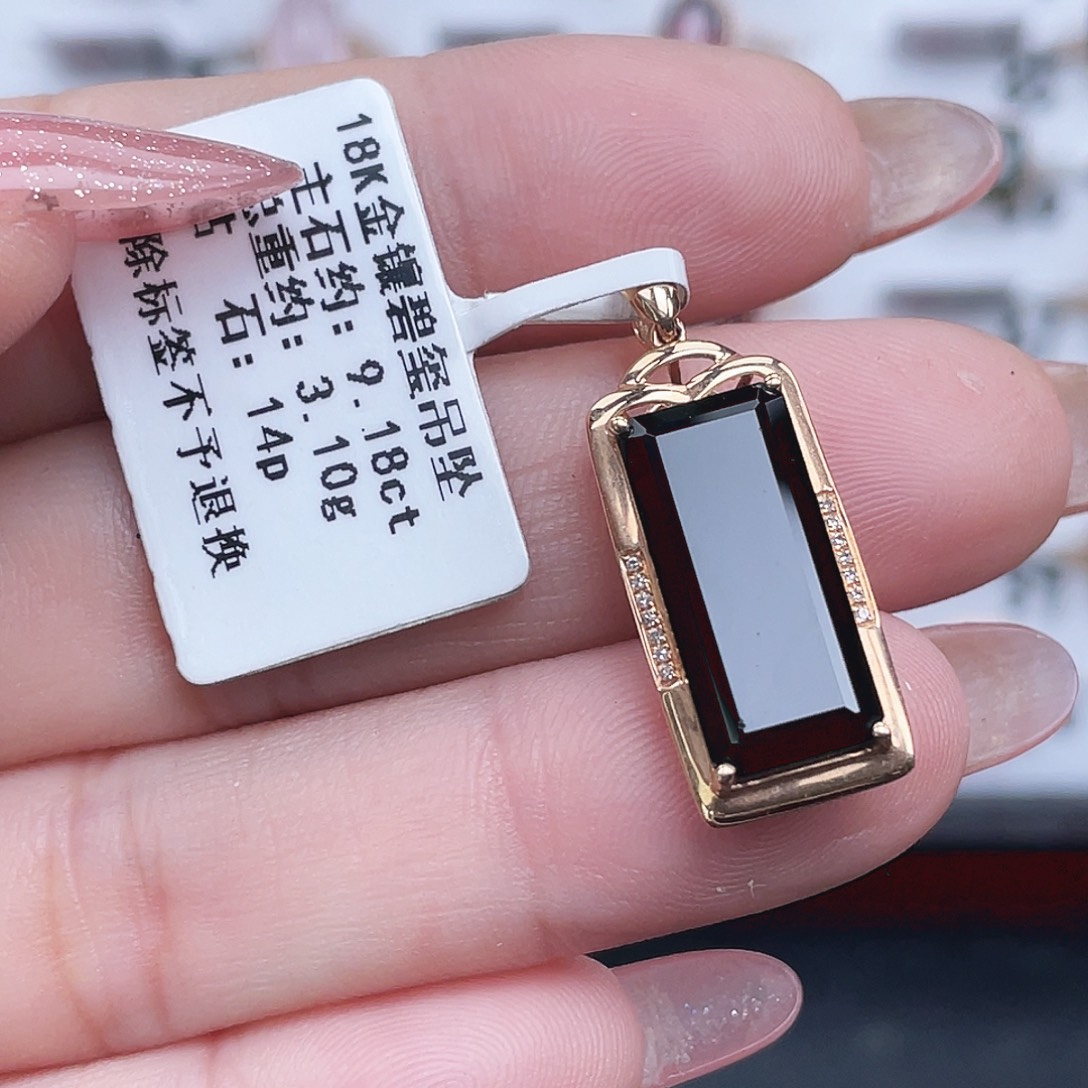 18K金镶碧玺吊坠
主石约: 9.18ct
总重约: 3.10g
石: 14p
除标签不予退换